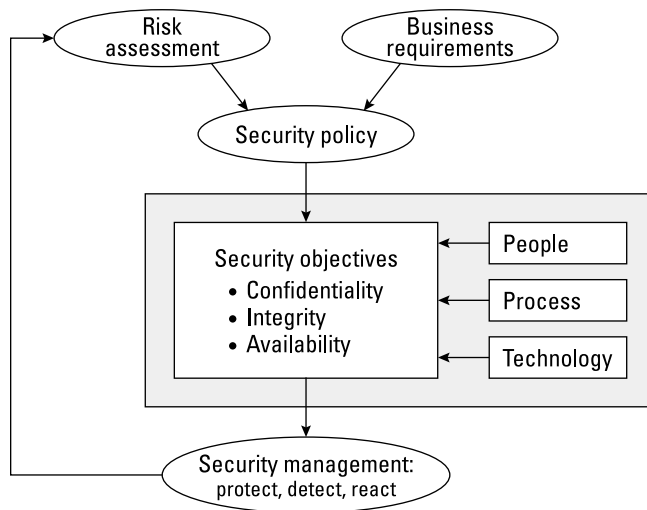 Risk
assessment
Business
requirements
Security policy
Security objectives
• Confidentiality
• Integrity
• Availability
People
Process
Technology
Security management:
protect, detect, react